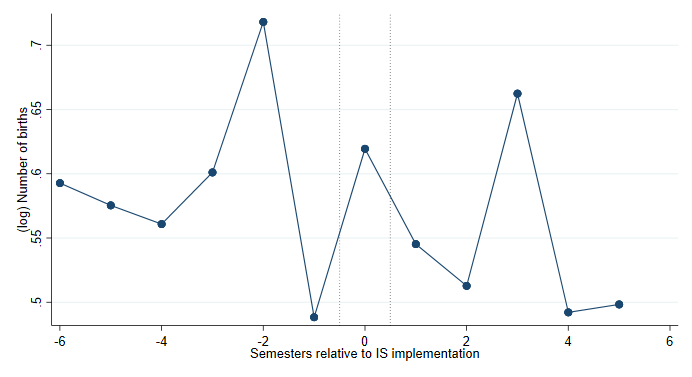 (log) Number of births
.7
.65
.6
.55
.5
-6 -4 -2 0 2 4 6
Semesters relative to IS implementation